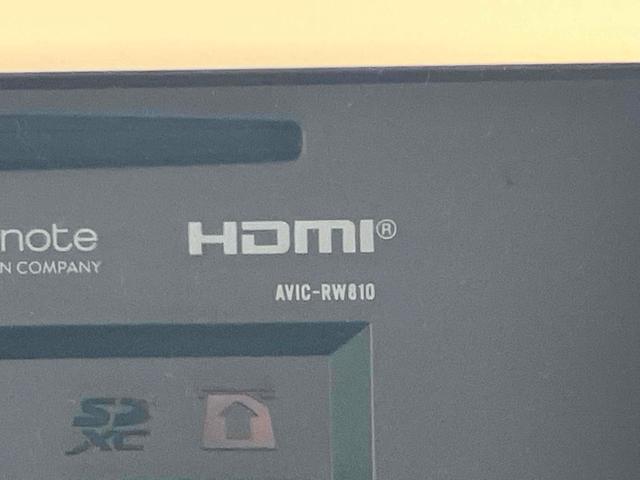 note
HDMI®
N COMPANY
AVIC-RW810
SD
XC